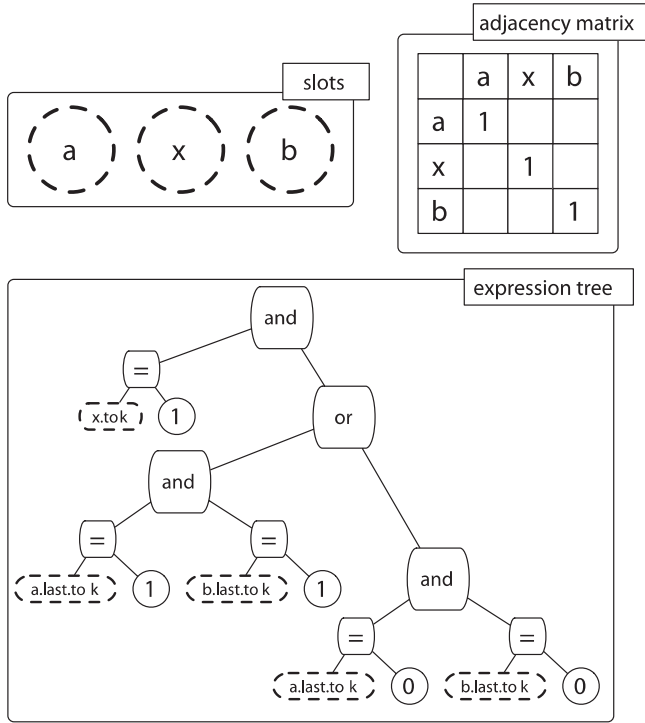 adjacency matrix
slots
a x b
a x b
a 1
x 1
b 1
expression tree
and
=
x.tok 1
or
and
= =
a.last.to k 1 b.last.to k 1
and
= =
a.last.to k 0 b.last.to k 0